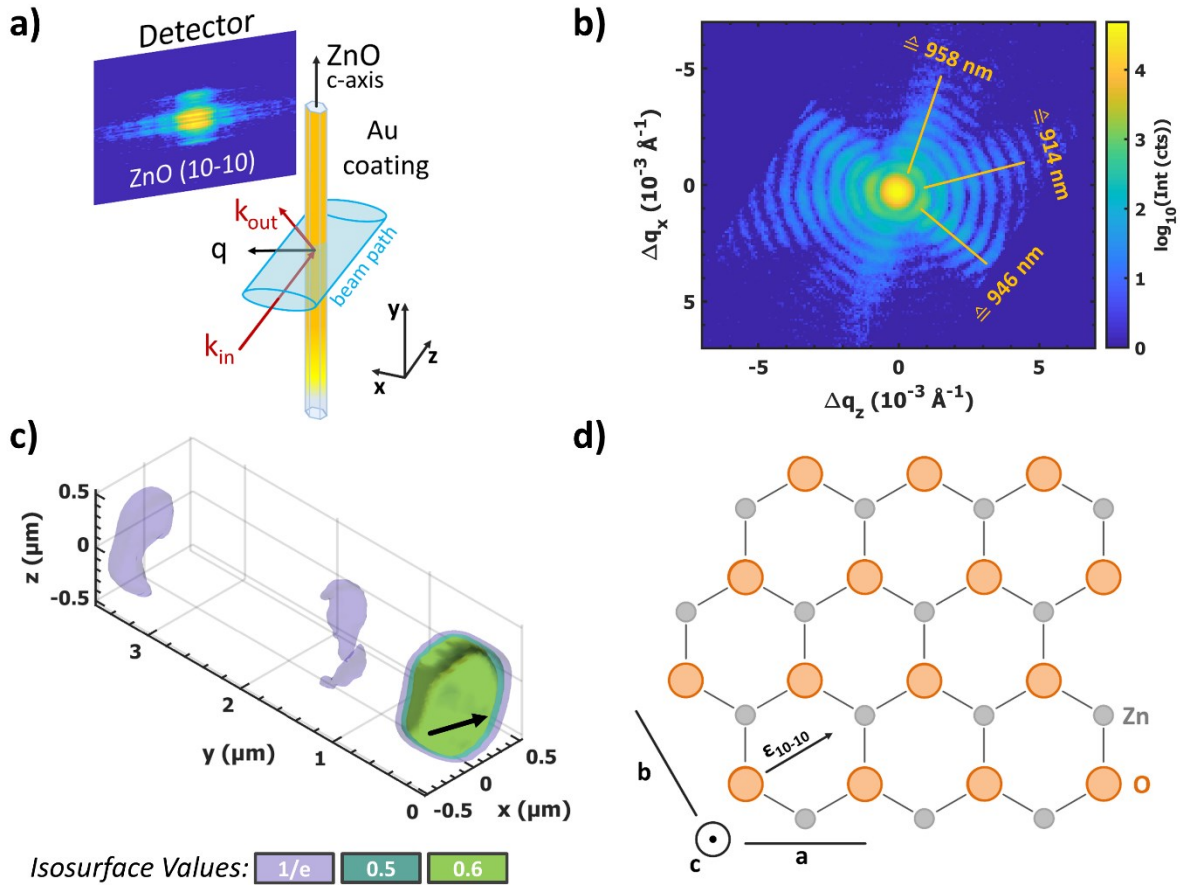 a)
Detector
ZnO (10-10)
ZnO
c-axis
Au
coating
k_out
q
k_in
beam path
y
z
x
b)
≙ 958 nm
≙ 914 nm
≙ 946 nm
-5
0
5
Δq_x (10⁻³ Å⁻¹)
-5
0
5
Δq_z (10⁻³ Å⁻¹)
4
3
2
1
0
log₁₀(Int (cts))
c)
0.5
0
-0.5
z (μm)
3
2
1
0
y (μm)
-0.5
0
0.5
x (μm)
Isosurface Values: 1/e 0.5 0.6
d)
Zn
O
ε₁₀₋₁₀
b
c
a